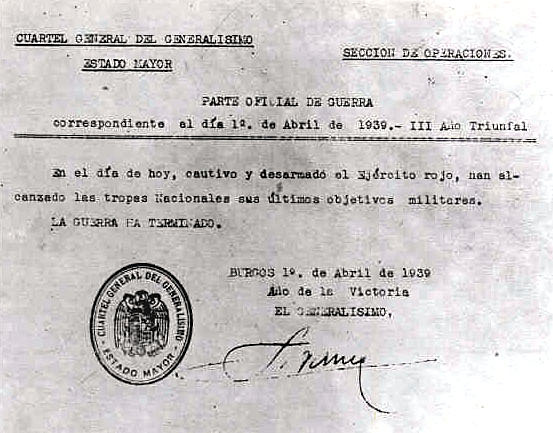 CUARTEL GENERAL DEL GENERALISIMO
ESTADO MAYOR
SECCION DE OPERACIONES.
PARTE OFICIAL DE GUERRA
correspondiente al día 1º. de Abril de 1939.- III Año Triunfal
En el día de hoy, cautivo y desarmado el Ejército rojo, han al-
canzado las tropas Nacionales sus últimos objetivos militares.
LA GUERRA HA TERMINADO.
BURGOS 1º. de Abril de 1939
Año de la Victoria
EL GENERALISIMO,
CUARTEL GENERAL DEL GENERALISIMO
ESTADO MAYOR